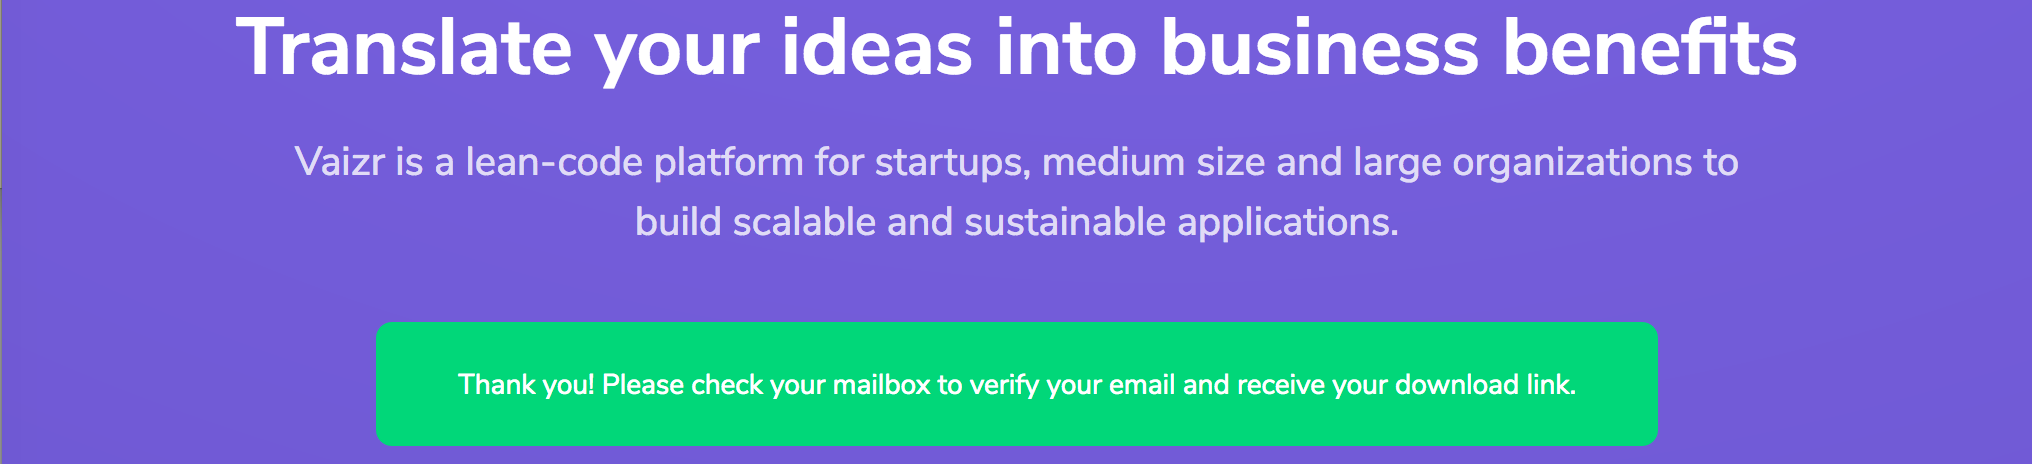 Translate your ideas into business benefits
Vaizr is a lean-code platform for startups, medium size and large organizations to
build scalable and sustainable applications.
Thank you! Please check your mailbox to verify your email and receive your download link.